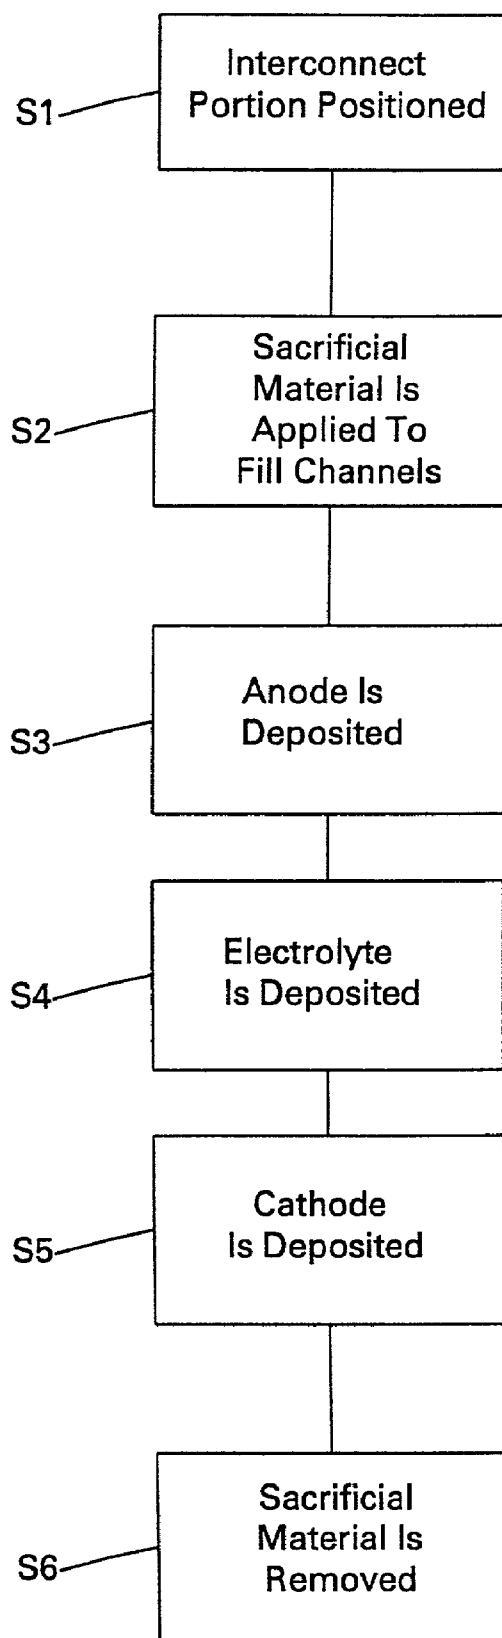 Interconnect
Portion Positioned
S1
Sacrificial
Material Is
Applied To
Fill Channels
S2
Anode Is
Deposited
S3
Electrolyte
Is Deposited
S4
Cathode
Is Deposited
S5
Sacrificial
Material Is
Removed
S6